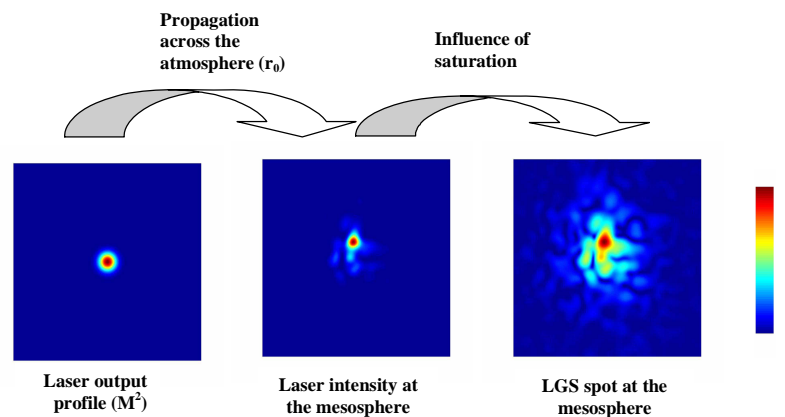 Propagation
across the
atmosphere (r₀)
Influence of
saturation
Laser output
profile (M²)
Laser intensity at
the mesosphere
LGS spot at the
mesosphere